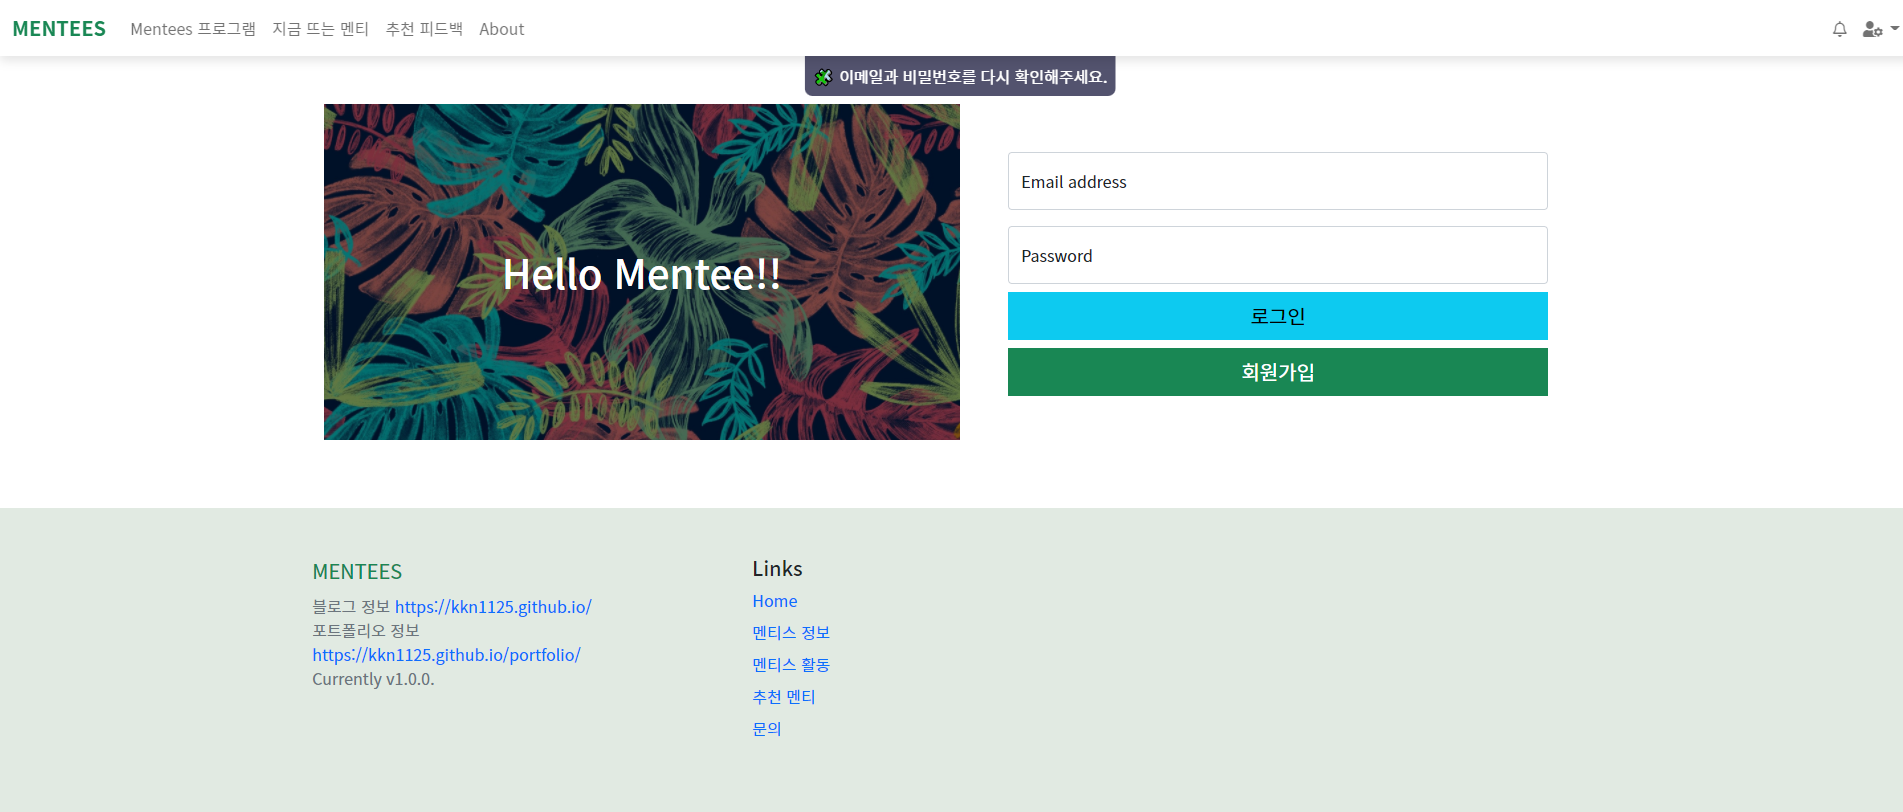 MENTEES
Mentees 프로그램
지금 뜨는 멘티
추천 피드백
About
이메일과 비밀번호를 다시 확인해주세요.
Hello Mentee!!
Email address
Password
로그인
회원가입
MENTEES
블로그 정보 https://kkn1125.github.io/
포트폴리오 정보
https://kkn1125.github.io/portfolio/
Currently v1.0.0.
Links
Home
멘티스 정보
멘티스 활동
추천 멘티
문의